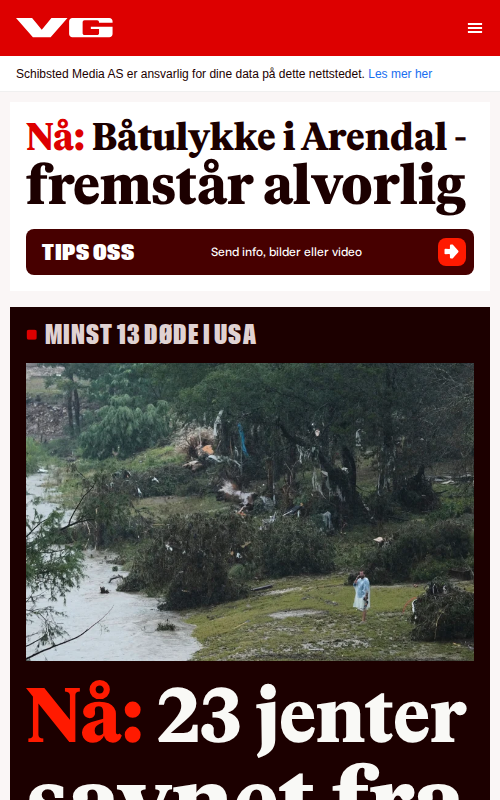 VG
Schibsted Media AS er ansvarlig for dine data på dette nettstedet. Les mer her
Nå: Båtulykke i Arendal -
fremstår alvorlig
TIPS OSS Send info, bilder eller video
MINST 13 DØDE I USA
Nå: 23 jenter
savnet fra